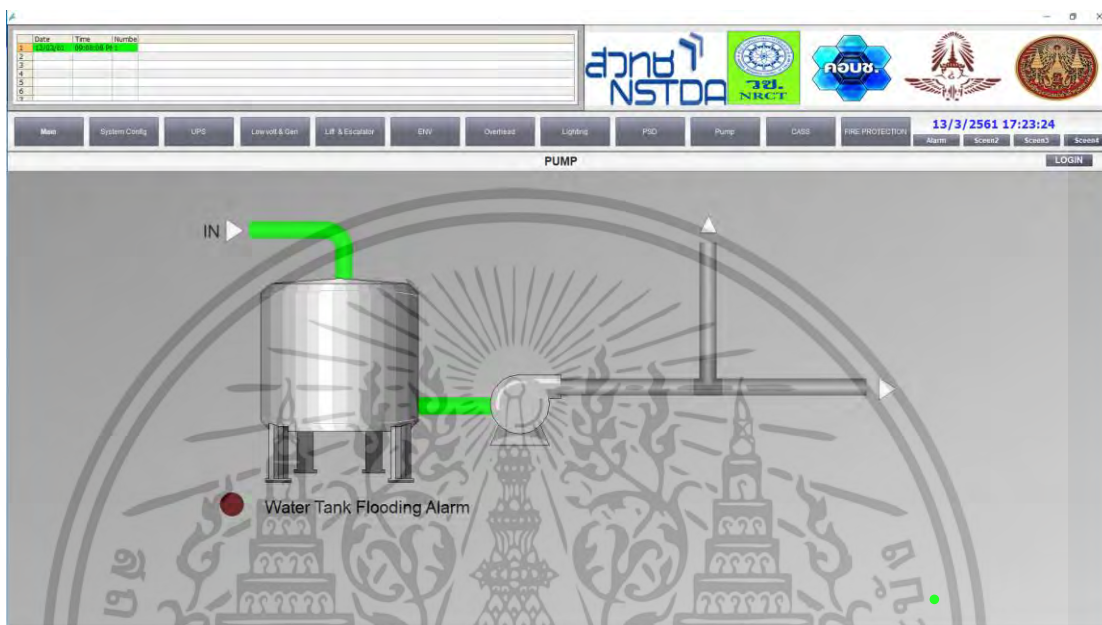 Date Time Numbe
1
2
3
4
5
6
7
สวทช
NSTDA
วช.
NRCT
คอบช.
Main System Config UPS Low volt & Gen Lift & Escalator ENV Overhead Lighting PSD Pump CASS FIRE PROTECTION
13/3/2561 17:23:24
Alarm Sceen2 Sceen3 Sceen4
PUMP
LOGIN
IN
Water Tank Flooding Alarm